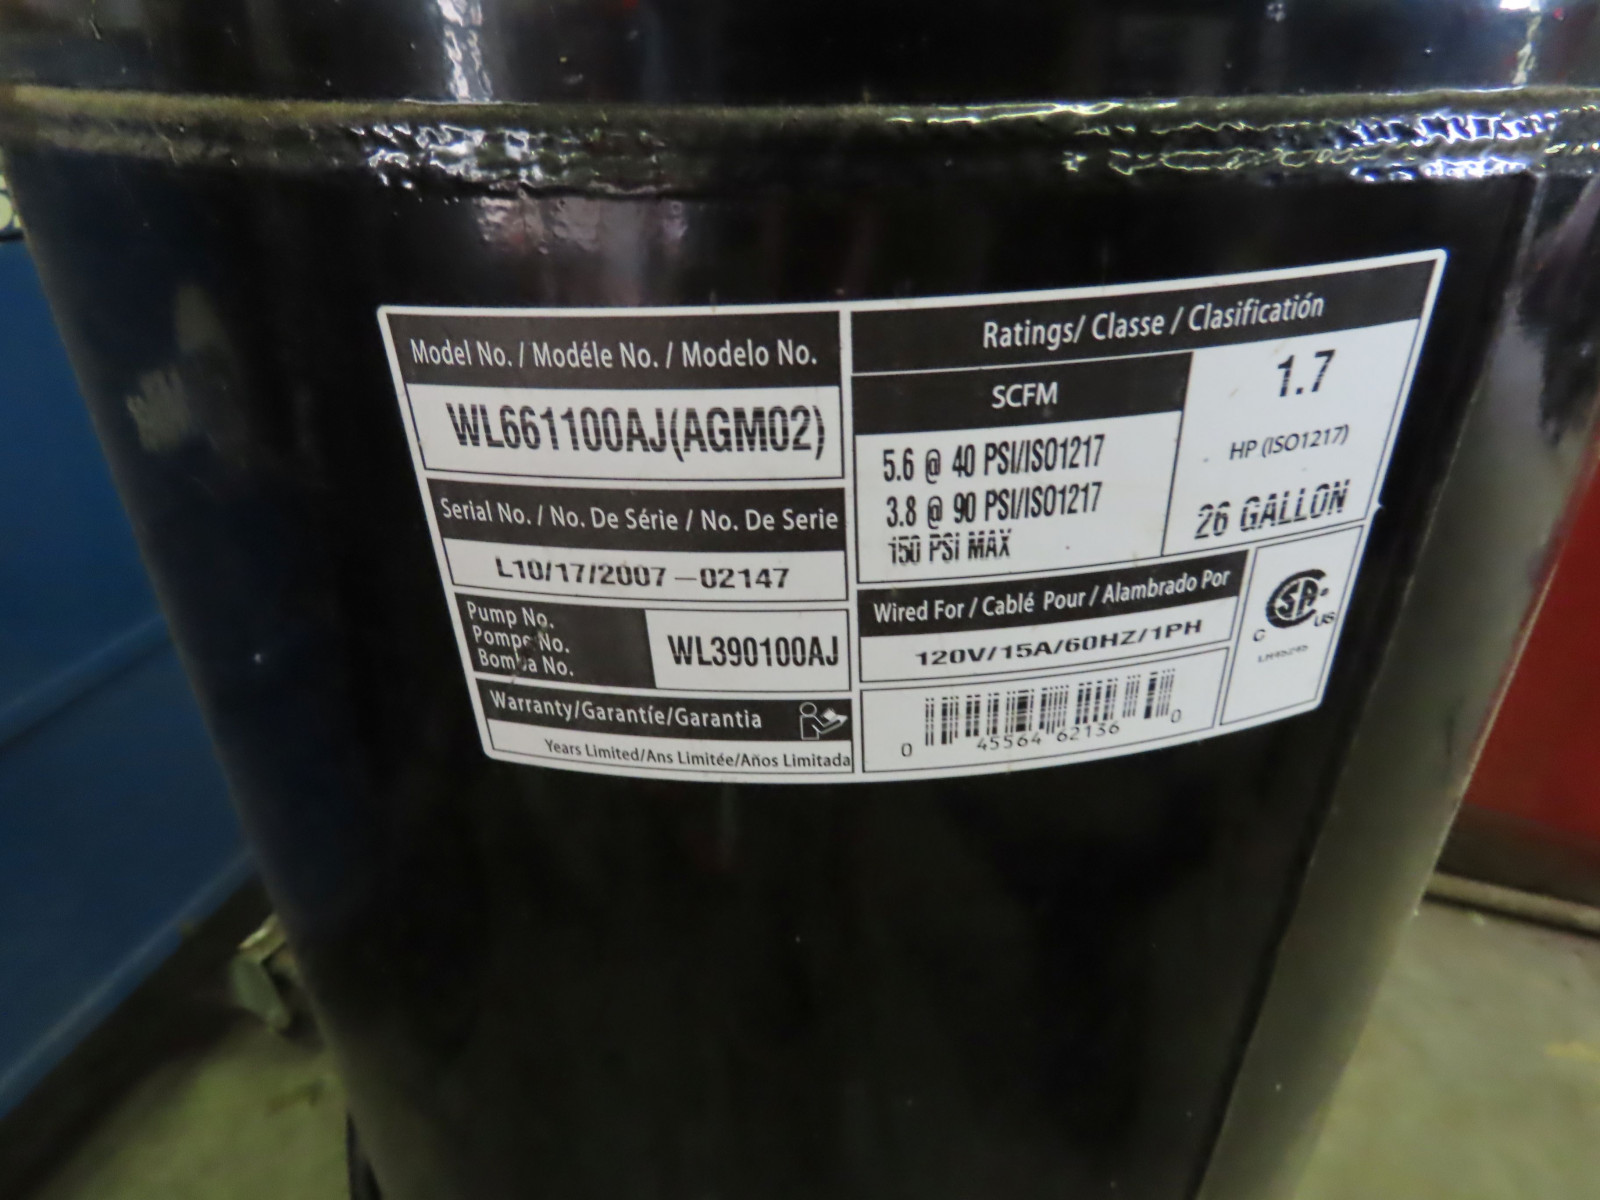 Model No. / Modéle No. / Modelo No.
WL661100AJ(AGM02)
Serial No. / No. De Série / No. De Serie
L10/17/2007-02147
Pump No.
Pompe No.
Bomba No.
WL390100AJ
Warranty/Garantíe/Garantia
Years Limited/Ans Limitée/Años Limitada
Ratings/ Classe / Clasificatión
SCFM
5.6 @ 40 PSI/ISO1217
3.8 @ 90 PSI/ISO1217
150 PSI MAX
1.7
HP (ISO1217)
26 GALLON
Wired For / Cablé Pour / Alambrado Por
120V/15A/60HZ/1PH
0 45564 62136 0
C SA US